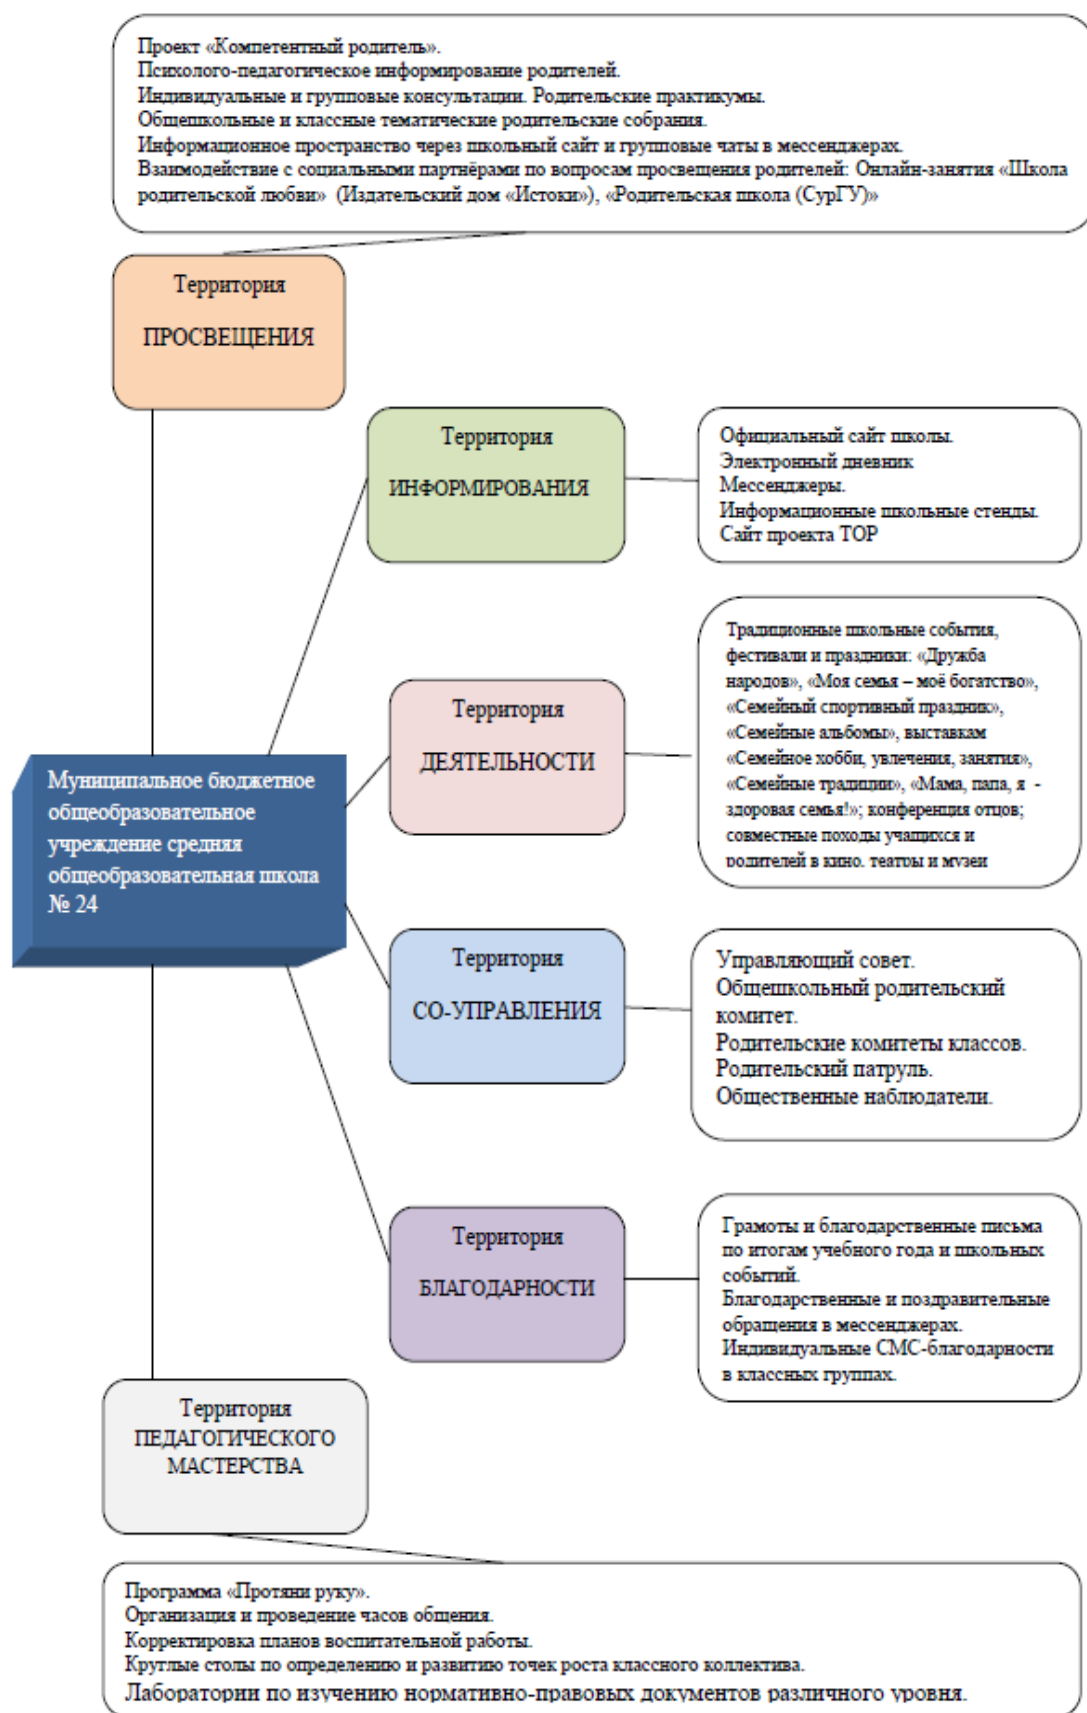 Проект «Компетентный родитель».
Психолого-педагогическое информирование родителей.
Индивидуальные и групповые консультации. Родительские практикумы.
Общешкольные и классные тематические родительские собрания.
Информационное пространство через школьный сайт и групповые чаты в мессенджерах.
Взаимодействие с социальными партнёрами по вопросам просвещения родителей: Онлайн-занятия «Школа
родительской любви» (Издательский дом «Истоки»), «Родительская школа (СурГУ)»
Территория
ПРОСВЕЩЕНИЯ
Территория
ИНФОРМИРОВАНИЯ
Официальный сайт школы.
Электронный дневник
Мессенджеры.
Информационные школьные стенды.
Сайт проекта ТОР
Территория
ДЕЯТЕЛЬНОСТИ
Традиционные школьные события,
фестивали и праздники: «Дружба
народов», «Моя семья – моё богатство»,
«Семейный спортивный праздник»,
«Семейные альбомы», выставкам
«Семейное хобби, увлечения, занятия»,
«Семейные традиции», «Мама, папа, я -
здоровая семья!»; конференция отцов;
совместные походы учащихся и
родителей в кино, театры и музеи
Муниципальное бюджетное
общеобразовательное
учреждение средняя
общеобразовательная школа
№ 24
Территория
СО-УПРАВЛЕНИЯ
Управляющий совет.
Общешкольный родительский
комитет.
Родительские комитеты классов.
Родительский патруль.
Общественные наблюдатели.
Территория
БЛАГОДАРНОСТИ
Грамоты и благодарственные письма
по итогам учебного года и школьных
событий.
Благодарственные и поздравительные
обращения в мессенджерах.
Индивидуальные СМС-благодарности
в классных группах.
Территория
ПЕДАГОГИЧЕСКОГО
МАСТЕРСТВА
Программа «Протяни руку».
Организация и проведение часов общения.
Корректировка планов воспитательной работы.
Круглые столы по определению и развитию точек роста классного коллектива.
Лаборатории по изучению нормативно-правовых документов различного уровня.